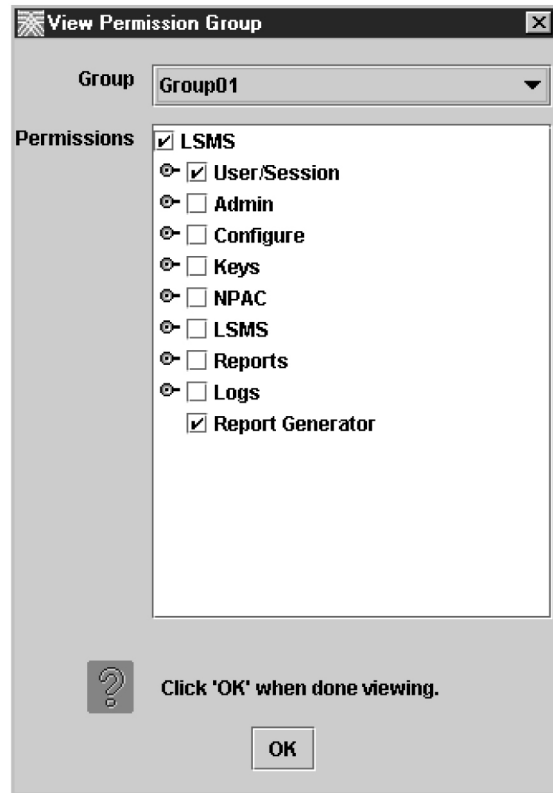 View Permission Group
Group Group01
Permissions LSMS
User/Session
Admin
Configure
Keys
NPAC
LSMS
Reports
Logs
Report Generator
Click 'OK' when done viewing.
OK